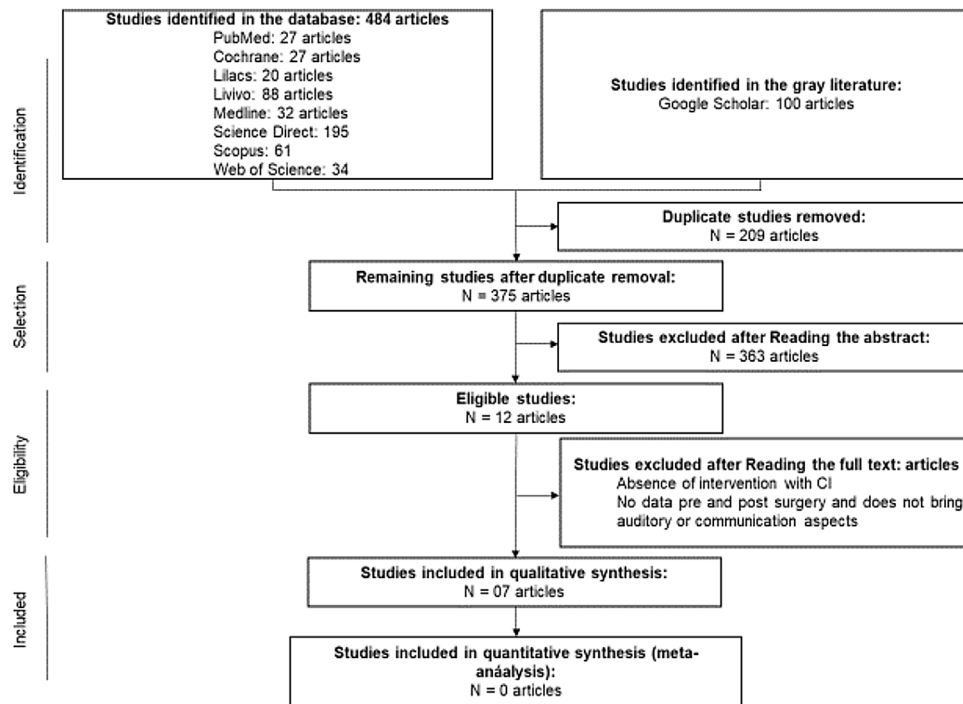 Studies identified in the database: 484 articles
PubMed: 27 articles
Cochrane: 27 articles
Lilacs: 20 articles
Livivo: 88 articles
Medline: 32 articles
Science Direct: 195
Scopus: 61
Web of Science: 34
Studies identified in the gray literature:
Google Scholar: 100 articles
Identification
Duplicate studies removed:
N = 209 articles
Remaining studies after duplicate removal:
N = 375 articles
Selection
Studies excluded after Reading the abstract:
N = 363 articles
Eligible studies:
N = 12 articles
Eligibility
Studies excluded after Reading the full text: articles
Absence of intervention with CI
No data pre and post surgery and does not bring
auditory or communication aspects
Studies included in qualitative synthesis:
N = 07 articles
Included
Studies included in quantitative synthesis (meta-
anáalysis):
N = 0 articles